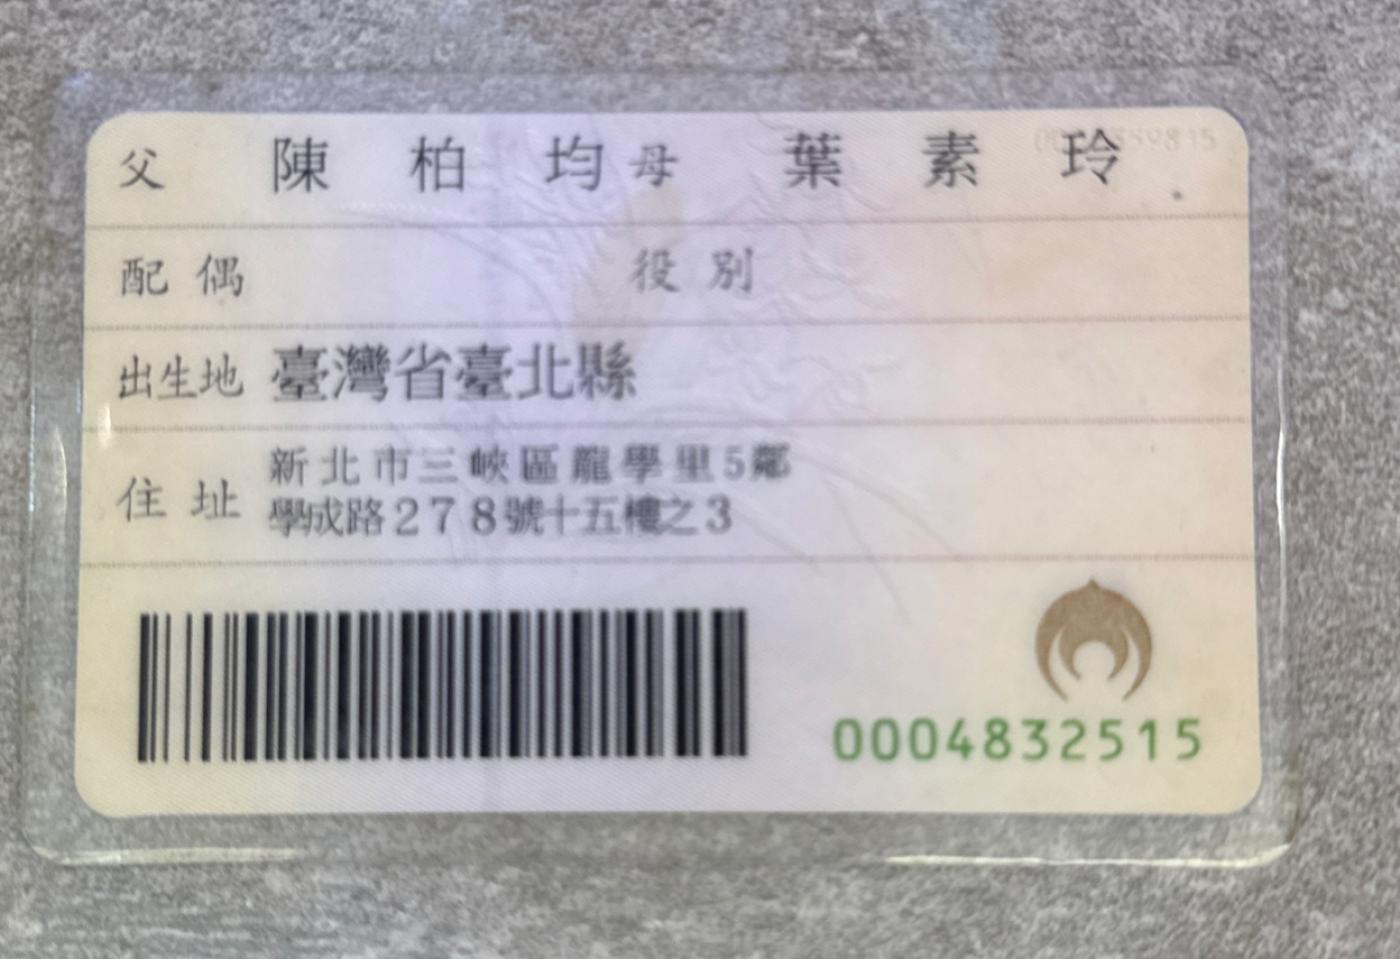 父 陳柏均 母 葉素玲
配偶 役別
出生地 臺灣省臺北縣
住址 新北市三峽區龍學里5鄰
學成路278號十五樓之3
0004832515